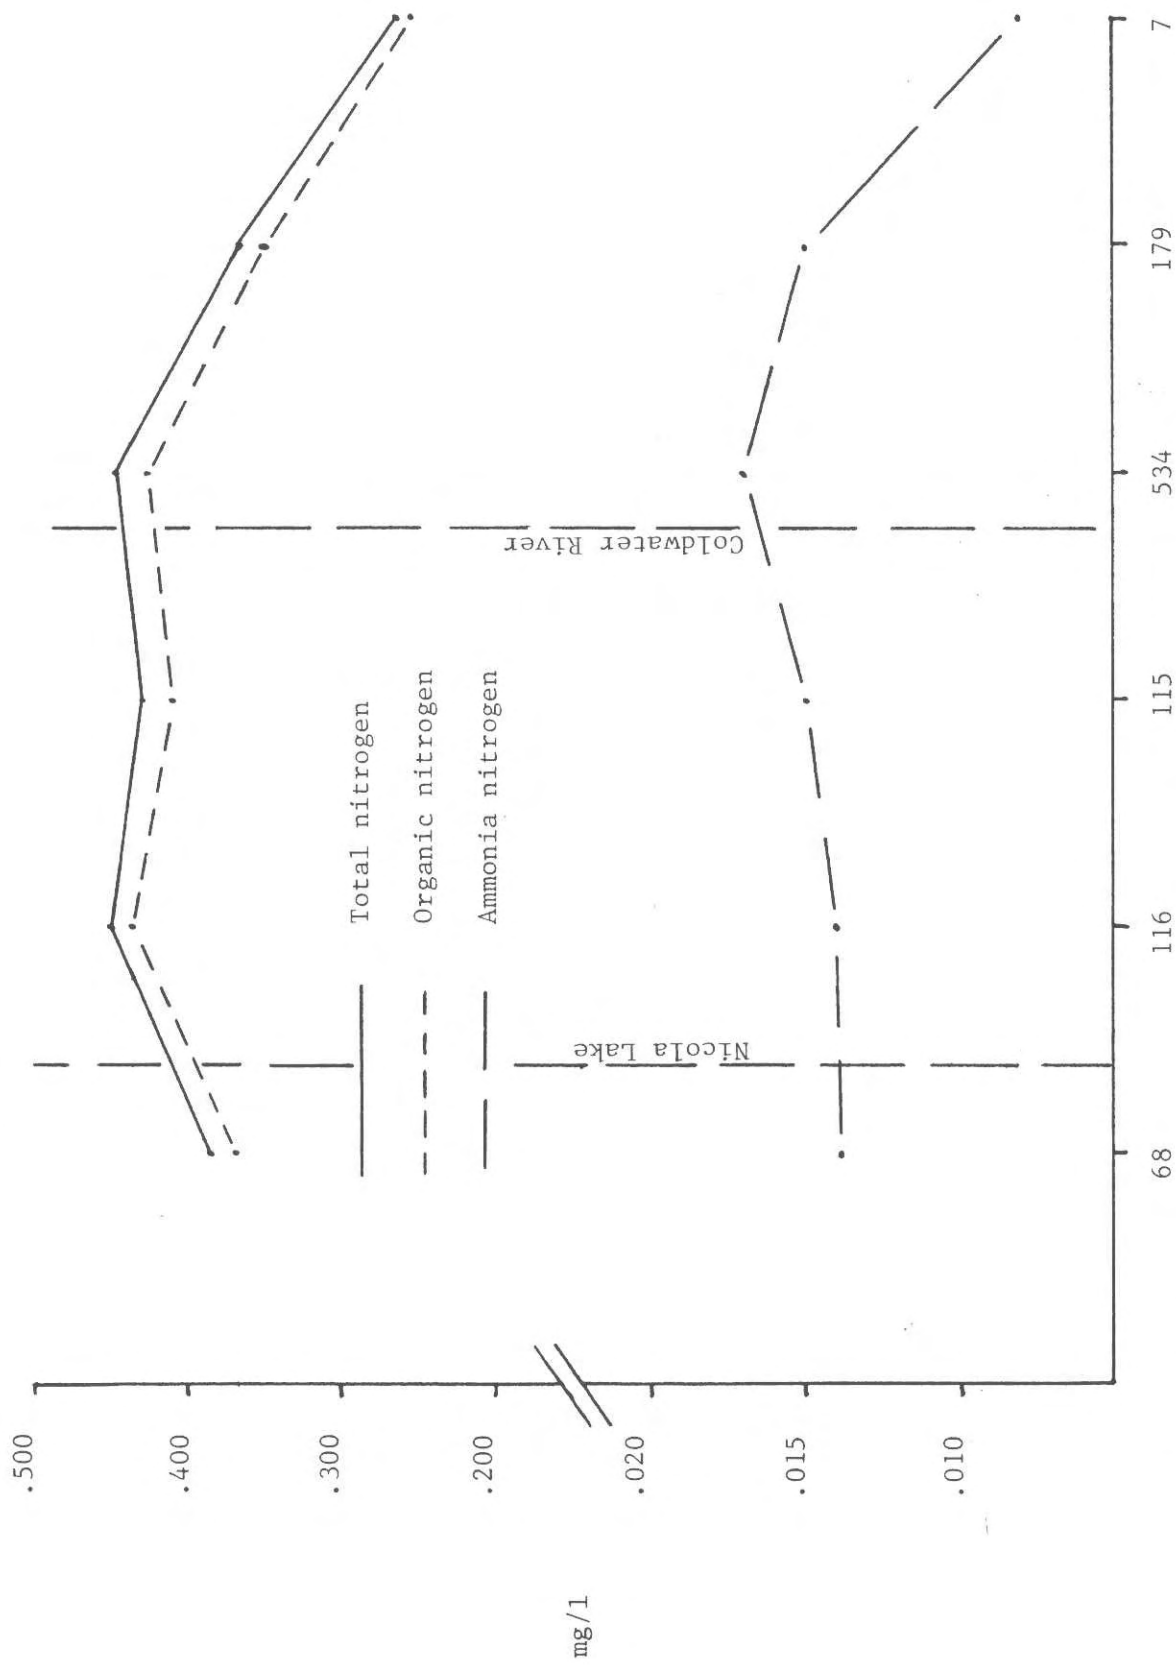 .500
.400
.300
.200
.020
.015
.010
mg/l
Total nitrogen
Organic nitrogen
Ammonia nitrogen
Nicola Lake
Coldwater River
68
116
115
534
179
7